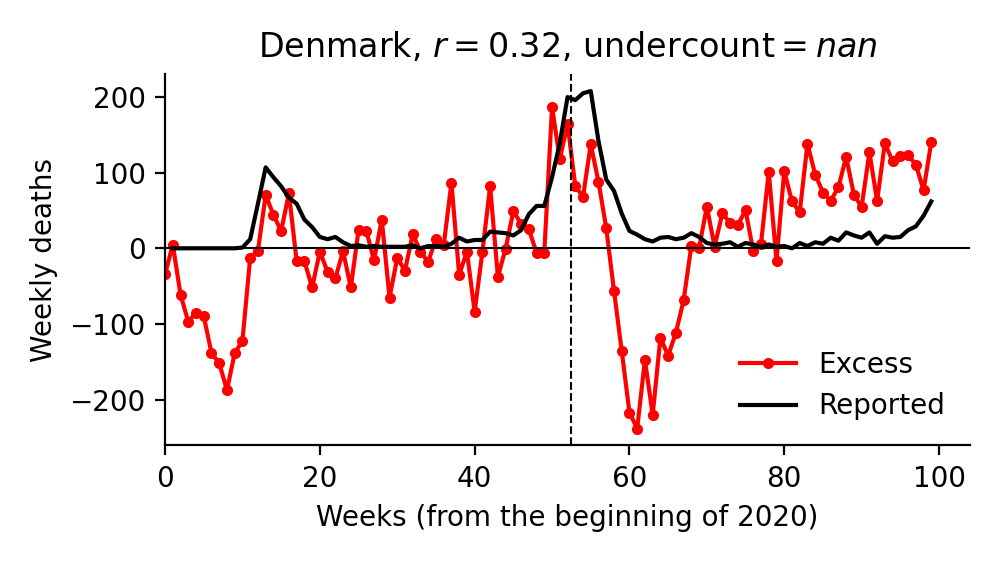 Denmark, r = 0.32, undercount = nan
Weekly deaths
200
100
0
−100
−200
0 20 40 60 80 100
Weeks (from the beginning of 2020)
Excess
Reported